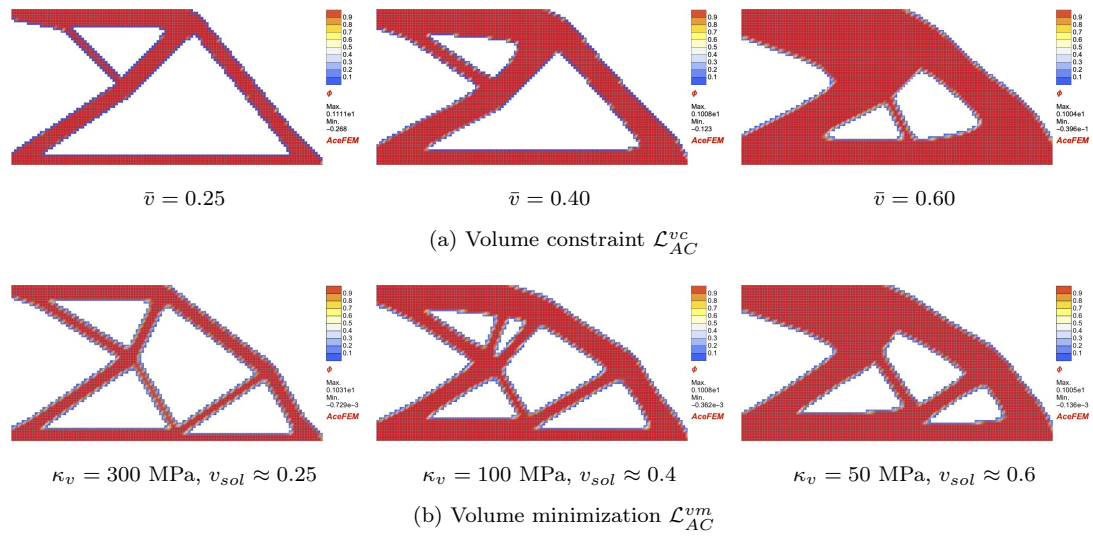 0.9
0.8
0.7
0.6
0.5
0.4
0.3
0.2
0.1
ϕ
Max.
0.1111e1
Min.
−0.268
AceFEM
0.9
0.8
0.7
0.6
0.5
0.4
0.3
0.2
0.1
ϕ
Max.
0.1008e1
Min.
−0.123
AceFEM
0.9
0.8
0.7
0.6
0.5
0.4
0.3
0.2
0.1
ϕ
Max.
0.1004e1
Min.
−0.396e−1
AceFEM
v̄ = 0.25
v̄ = 0.40
v̄ = 0.60
(a) Volume constraint 𝓛_{AC}^{vc}
0.9
0.8
0.7
0.6
0.5
0.4
0.3
0.2
0.1
ϕ
Max.
0.1031e1
Min.
−0.729e−3
AceFEM
0.9
0.8
0.7
0.6
0.5
0.4
0.3
0.2
0.1
ϕ
Max.
0.1008e1
Min.
−0.362e−3
AceFEM
0.9
0.8
0.7
0.6
0.5
0.4
0.3
0.2
0.1
ϕ
Max.
0.1005e1
Min.
−0.136e−3
AceFEM
κ_v = 300 MPa, v_{sol} ≈ 0.25
κ_v = 100 MPa, v_{sol} ≈ 0.4
κ_v = 50 MPa, v_{sol} ≈ 0.6
(b) Volume minimization 𝓛_{AC}^{vm}